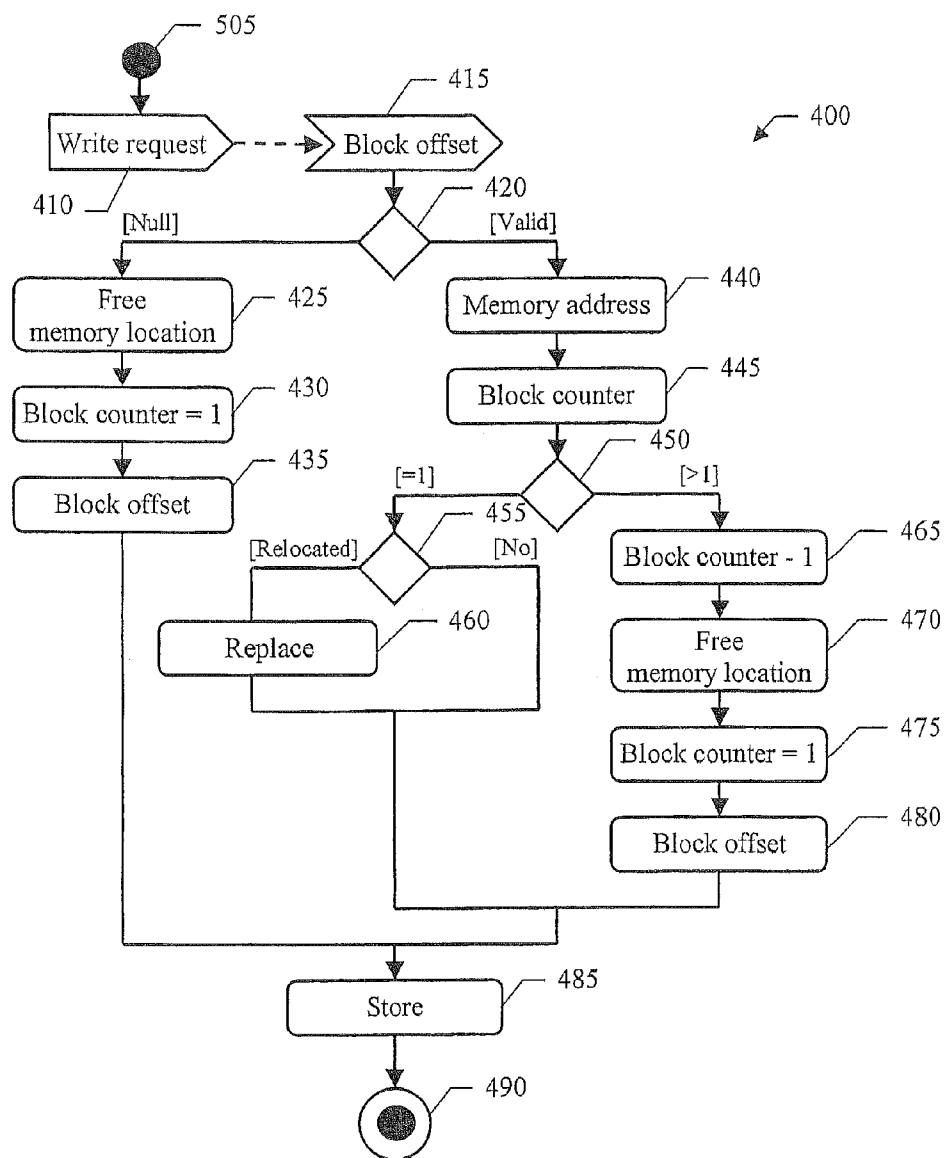 505
415
400
Write request
Block offset
410
420
[Null]
[Valid]
Free
memory location
425
Memory address
440
Block counter = 1
430
Block counter
445
Block offset
435
450
[=1]
[>1]
455
[Relocated]
[No]
Block counter - 1
465
Replace
460
Free
memory location
470
Block counter = 1
475
Block offset
480
Store
485
490